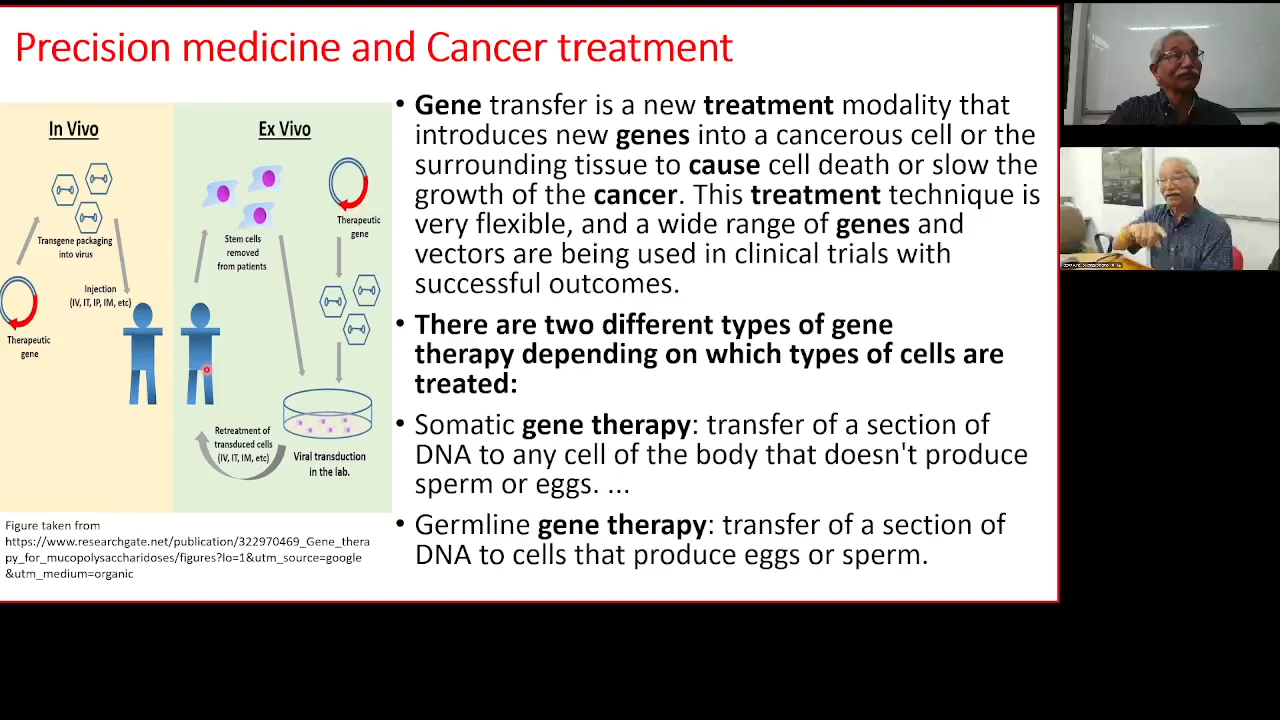 Precision medicine and Cancer treatment
In Vivo
Transgene packaging
into virus
Injection
(IV, IT, IP, IM, etc)
Therapeutic
gene
Ex Vivo
Stem cells
removed
from patients
Therapeutic
gene
Retreatment of
transduced cells
(IV, IT, IM, etc)
Viral transduction
in the lab.
Figure taken from
https://www.researchgate.net/publication/322970469_Gene_thera
py_for_mucopolysaccharidoses/figures?lo=1&utm_source=google
&utm_medium=organic
• Gene transfer is a new treatment modality that
introduces new genes into a cancerous cell or the
surrounding tissue to cause cell death or slow the
growth of the cancer. This treatment technique is
very flexible, and a wide range of genes and
vectors are being used in clinical trials with
successful outcomes.
• There are two different types of gene
therapy depending on which types of cells are
treated:
• Somatic gene therapy: transfer of a section of
DNA to any cell of the body that doesn't produce
sperm or eggs. ...
• Germline gene therapy: transfer of a section of
DNA to cells that produce eggs or sperm.